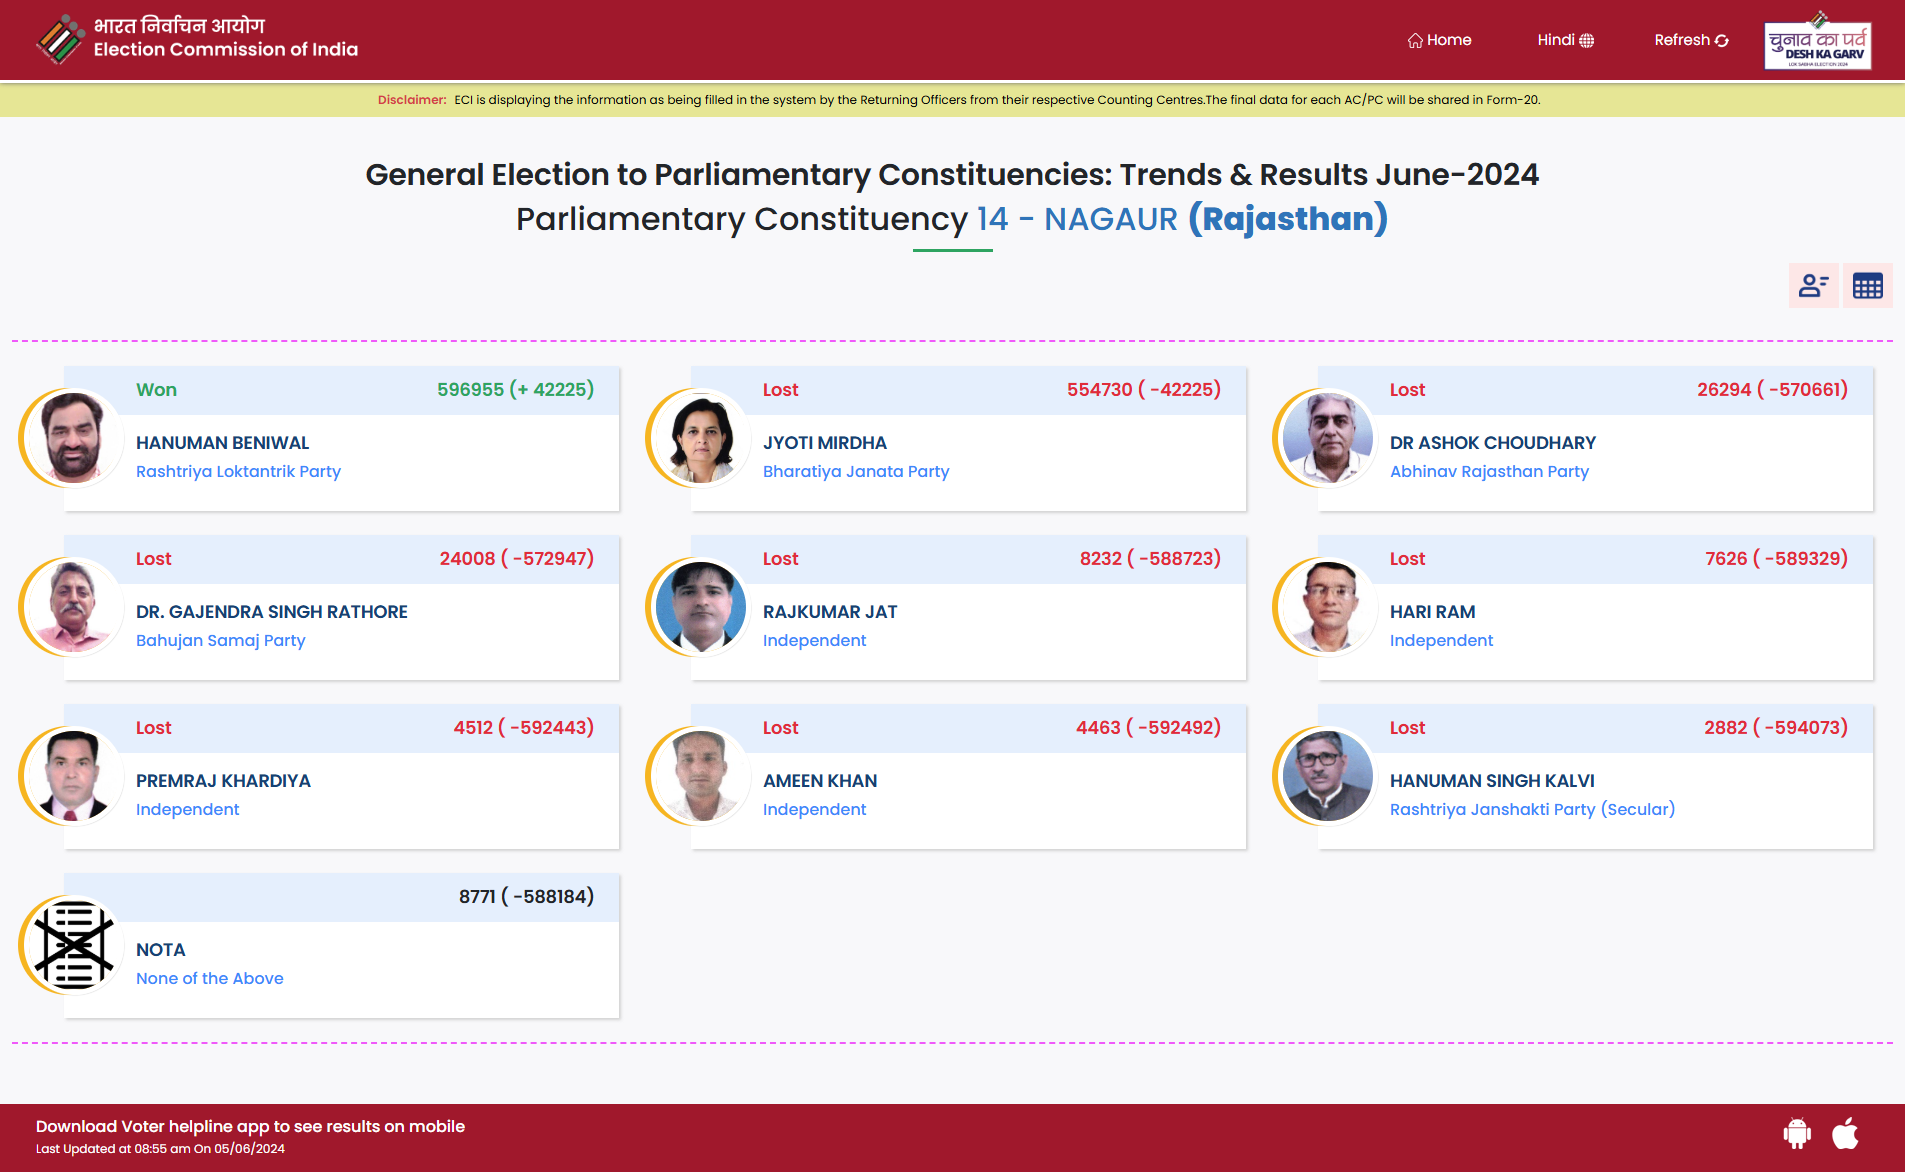 भारत निर्वाचन आयोग
Election Commission of India
Home
Hindi
Refresh
चुनाव का पर्व
DESH KA GARV
LOK SABHA ELECTION 2024
Disclaimer: ECI is displaying the information as being filled in the system by the Returning Officers from their respective Counting Centres.The final data for each AC/PC will be shared in Form-20.
General Election to Parliamentary Constituencies: Trends & Results June-2024
Parliamentary Constituency 14 - NAGAUR (Rajasthan)
Won 596955 (+ 42225)
HANUMAN BENIWAL
Rashtriya Loktantrik Party
Lost 554730 ( -42225)
JYOTI MIRDHA
Bharatiya Janata Party
Lost 26294 ( -570661)
DR ASHOK CHOUDHARY
Abhinav Rajasthan Party
Lost 24008 ( -572947)
DR. GAJENDRA SINGH RATHORE
Bahujan Samaj Party
Lost 8232 ( -588723)
RAJKUMAR JAT
Independent
Lost 7626 ( -589329)
HARI RAM
Independent
Lost 4512 ( -592443)
PREMRAJ KHARDIYA
Independent
Lost 4463 ( -592492)
AMEEN KHAN
Independent
Lost 2882 ( -594073)
HANUMAN SINGH KALVI
Rashtriya Janshakti Party (Secular)
8771 ( -588184)
NOTA
None of the Above
Download Voter helpline app to see results on mobile
Last Updated at 08:55 am On 05/06/2024